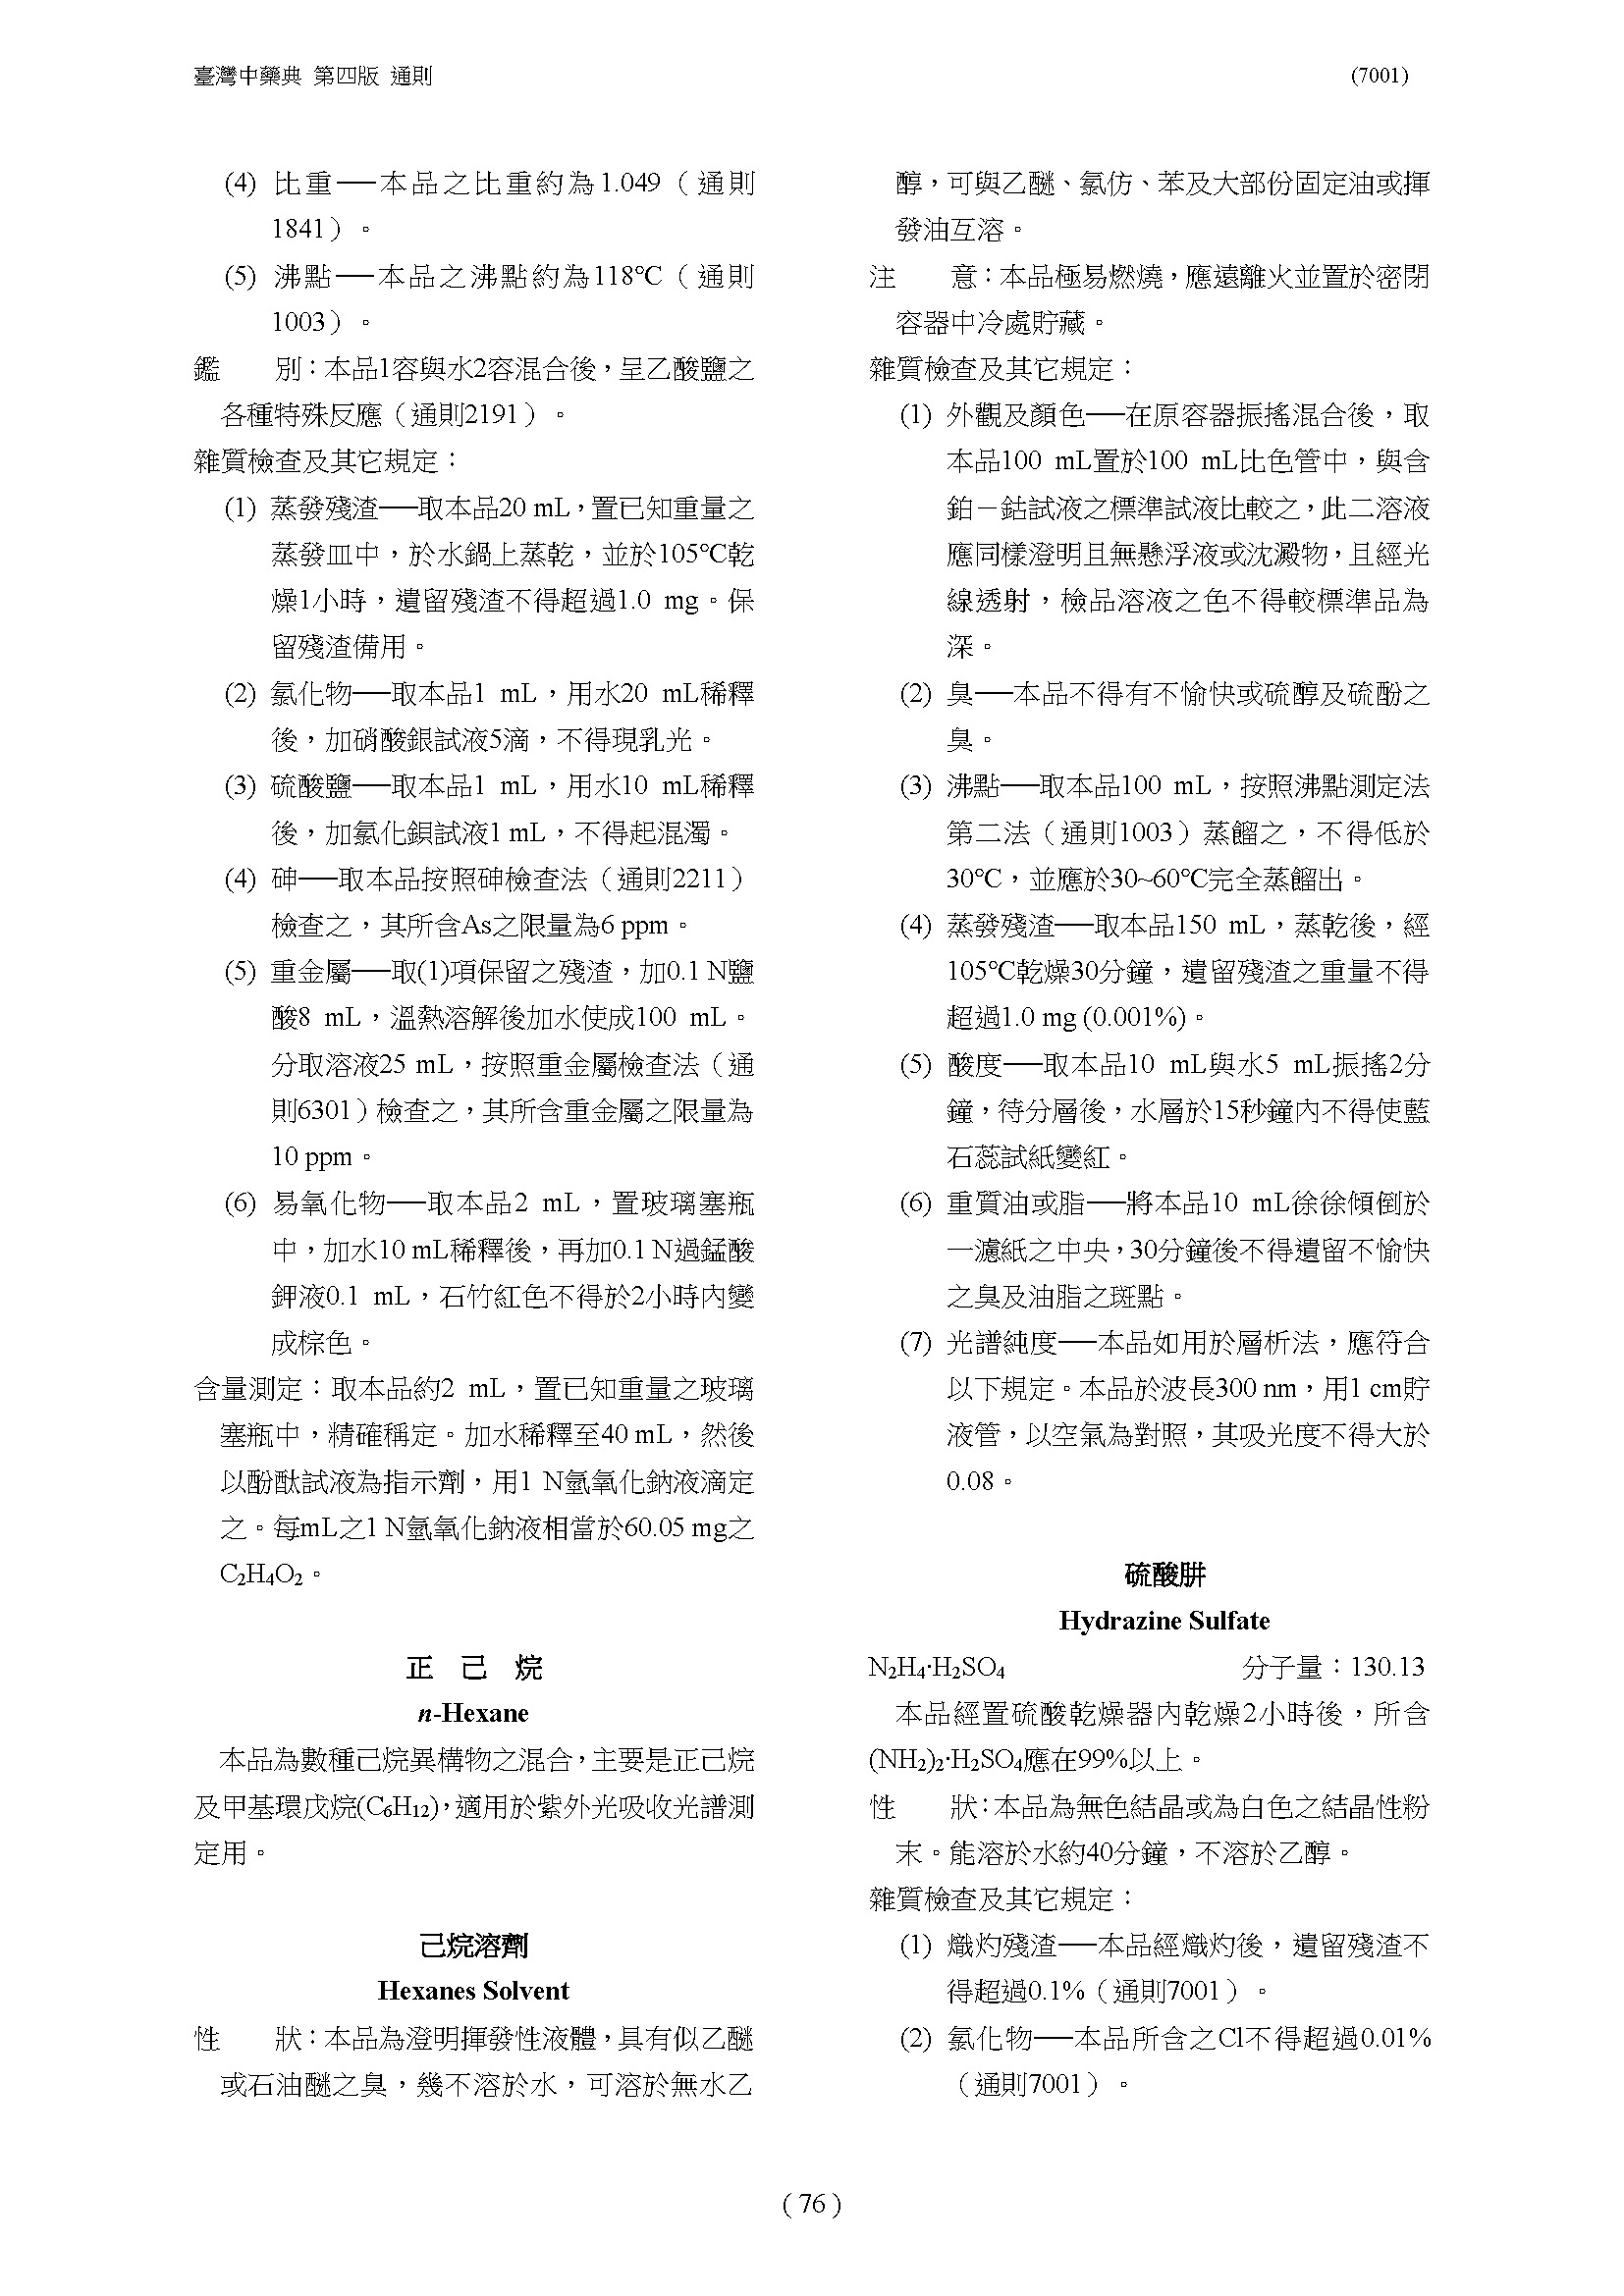 臺灣中藥典 第四版 通則
(7001)
(4) 比重──本品之比重約為1.049（通則
1841）。
(5) 沸點──本品之沸點約為118℃（通則
1003）。
鑑　　別：本品1容與水2容混合後，呈乙酸鹽之
各種特殊反應（通則2191）。
雜質檢查及其它規定：
(1) 蒸發殘渣──取本品20 mL，置已知重量之
蒸發皿中，於水鍋上蒸乾，並於105℃乾
燥1小時，遺留殘渣不得超過1.0 mg。保
留殘渣備用。
(2) 氯化物──取本品1 mL，用水20 mL稀釋
後，加硝酸銀試液5滴，不得現乳光。
(3) 硫酸鹽──取本品1 mL，用水10 mL稀釋
後，加氯化鋇試液1 mL，不得起混濁。
(4) 砷──取本品按照砷檢查法（通則2211）
檢查之，其所含As之限量為6 ppm。
(5) 重金屬──取(1)項保留之殘渣，加0.1 N鹽
酸8 mL，溫熱溶解後加水使成100 mL。
分取溶液25 mL，按照重金屬檢查法（通
則6301）檢查之，其所含重金屬之限量為
10 ppm。
(6) 易氧化物──取本品2 mL，置玻璃塞瓶
中，加水10 mL稀釋後，再加0.1 N過錳酸
鉀液0.1 mL，石竹紅色不得於2小時內變
成棕色。
含量測定：取本品約2 mL，置已知重量之玻璃
塞瓶中，精確稱定。加水稀釋至40 mL，然後
以酚酞試液為指示劑，用1 N氫氧化鈉液滴定
之。每mL之1 N氫氧化鈉液相當於60.05 mg之
C₂H₄O₂。
正　己　烷
n-Hexane
本品為數種己烷異構物之混合，主要是正己烷
及甲基環戊烷(C₆H₁₂)，適用於紫外光吸收光譜測
定用。
己烷溶劑
Hexanes Solvent
性　　狀：本品為澄明揮發性液體，具有似乙醚
或石油醚之臭，幾不溶於水，可溶於無水乙
醇，可與乙醚、氯仿、苯及大部份固定油或揮
發油互溶。
注　　意：本品極易燃燒，應遠離火並置於密閉
容器中冷處貯藏。
雜質檢查及其它規定：
(1) 外觀及顏色──在原容器振搖混合後，取
本品100 mL置於100 mL比色管中，與含
鉑－鈷試液之標準試液比較之，此二溶液
應同樣澄明且無懸浮液或沈澱物，且經光
線透射，檢品溶液之色不得較標準品為
深。
(2) 臭──本品不得有不愉快或硫醇及硫酚之
臭。
(3) 沸點──取本品100 mL，按照沸點測定法
第二法（通則1003）蒸餾之，不得低於
30℃，並應於30~60℃完全蒸餾出。
(4) 蒸發殘渣──取本品150 mL，蒸乾後，經
105℃乾燥30分鐘，遺留殘渣之重量不得
超過1.0 mg (0.001%)。
(5) 酸度──取本品10 mL與水5 mL振搖2分
鐘，待分層後，水層於15秒鐘內不得使藍
石蕊試紙變紅。
(6) 重質油或脂──將本品10 mL徐徐傾倒於
一濾紙之中央，30分鐘後不得遺留不愉快
之臭及油脂之斑點。
(7) 光譜純度──本品如用於層析法，應符合
以下規定。本品於波長300 nm，用1 cm貯
液管，以空氣為對照，其吸光度不得大於
0.08。
硫酸肼
Hydrazine Sulfate
N₂H₄·H₂SO₄　　分子量：130.13
本品經置硫酸乾燥器內乾燥2小時後，所含
(NH₂)₂·H₂SO₄應在99%以上。
性　　狀：本品為無色結晶或為白色之結晶性粉
末。能溶於水約40分鐘，不溶於乙醇。
雜質檢查及其它規定：
(1) 熾灼殘渣──本品經熾灼後，遺留殘渣不
得超過0.1%（通則7001）。
(2) 氯化物──本品所含之Cl不得超過0.01%
（通則7001）。
( 76 )